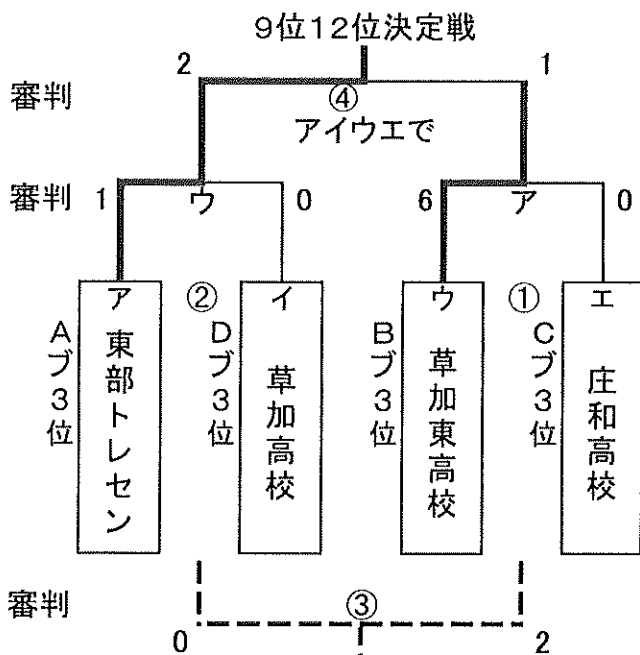 9位12位決定戦
2 1
審判 ④
アイウエで
審判 1 ウ 0 6 ア 0
ア ② イ ウ ① エ
Aブ3位
東部トレセン
Dブ3位
草加高校
Bブ3位
草加東高校
Cブ3位
庄和高校
審判 ③
0 2